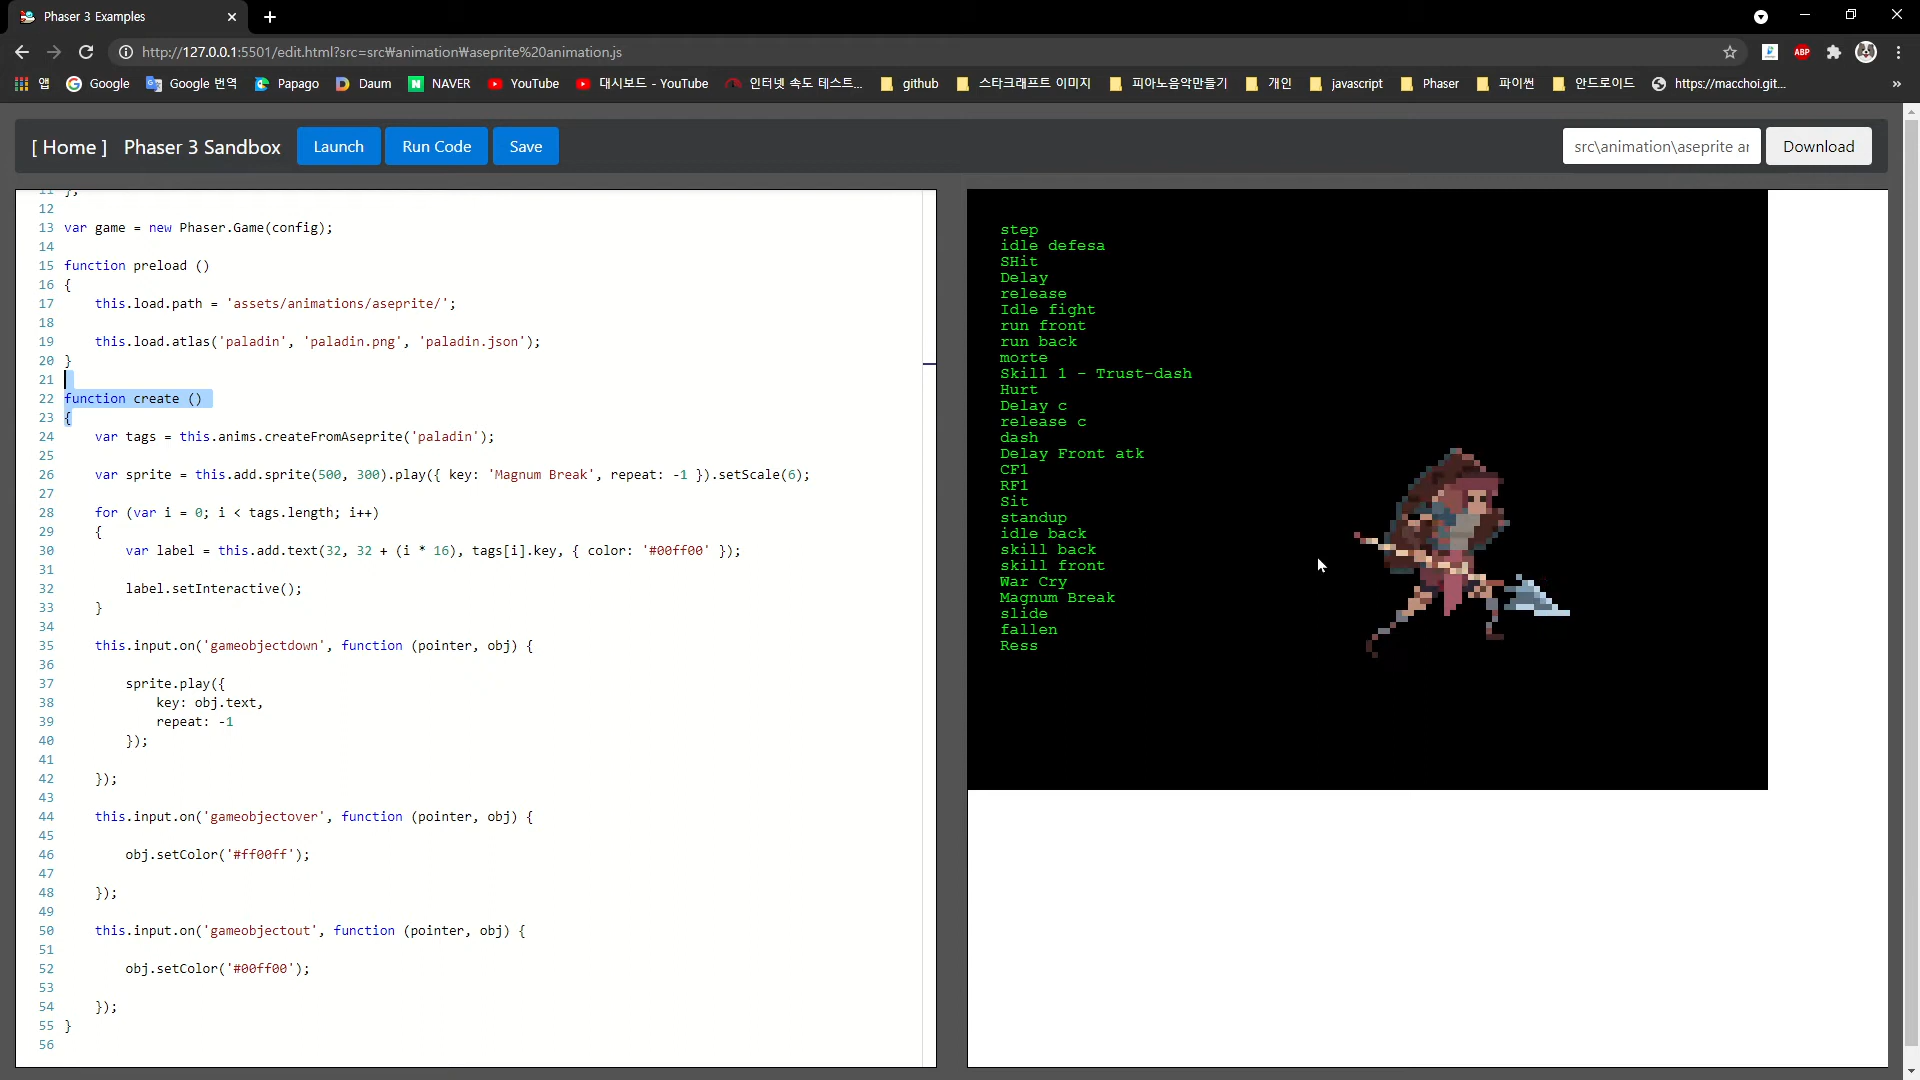 Phaser 3 Examples
http://127.0.0.1:5501/edit.html?src=src₩animation₩aseprite%20animation.js
앱 Google Google 번역 Papago Daum NAVER YouTube 대시보드 - YouTube 인터넷 속도 테스트... github 스타크래프트 이미지 피아노음악만들기 개인 javascript Phaser 파이썬 안드로이드 https://macchoi.git... »
[ Home ] Phaser 3 Sandbox Launch Run Code Save src\animation\aseprite ar Download
11 };
12
13 var game = new Phaser.Game(config);
14
15 function preload ()
16 {
17     this.load.path = 'assets/animations/aseprite/';
18
19     this.load.atlas('paladin', 'paladin.png', 'paladin.json');
20 }
21
22 function create ()
23 {
24     var tags = this.anims.createFromAseprite('paladin');
25
26     var sprite = this.add.sprite(500, 300).play({ key: 'Magnum Break', repeat: -1 }).setScale(6);
27
28     for (var i = 0; i < tags.length; i++)
29     {
30         var label = this.add.text(32, 32 + (i * 16), tags[i].key, { color: '#00ff00' });
31
32         label.setInteractive();
33     }
34
35     this.input.on('gameobjectdown', function (pointer, obj) {
36
37         sprite.play({
38             key: obj.text,
39             repeat: -1
40         });
41
42     });
43
44     this.input.on('gameobjectover', function (pointer, obj) {
45
46         obj.setColor('#ff00ff');
47
48     });
49
50     this.input.on('gameobjectout', function (pointer, obj) {
51
52         obj.setColor('#00ff00');
53
54     });
55 }
56
step
idle defesa
SHit
Delay
release
Idle fight
run front
run back
morte
Skill 1 - Trust-dash
Hurt
Delay c
release c
dash
Delay Front atk
CF1
RF1
Sit
standup
idle back
skill back
skill front
War Cry
Magnum Break
slide
fallen
Ress
ABP